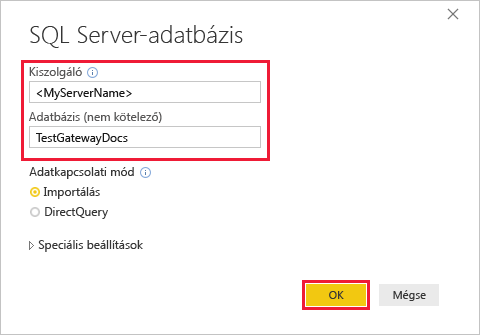 SQL Server-adatbázis
Kiszolgáló
<MyServerName>
Adatbázis (nem kötelező)
TestGatewayDocs
Adatkapcsolati mód
Importálás
DirectQuery
Speciális beállítások
OK Mégse